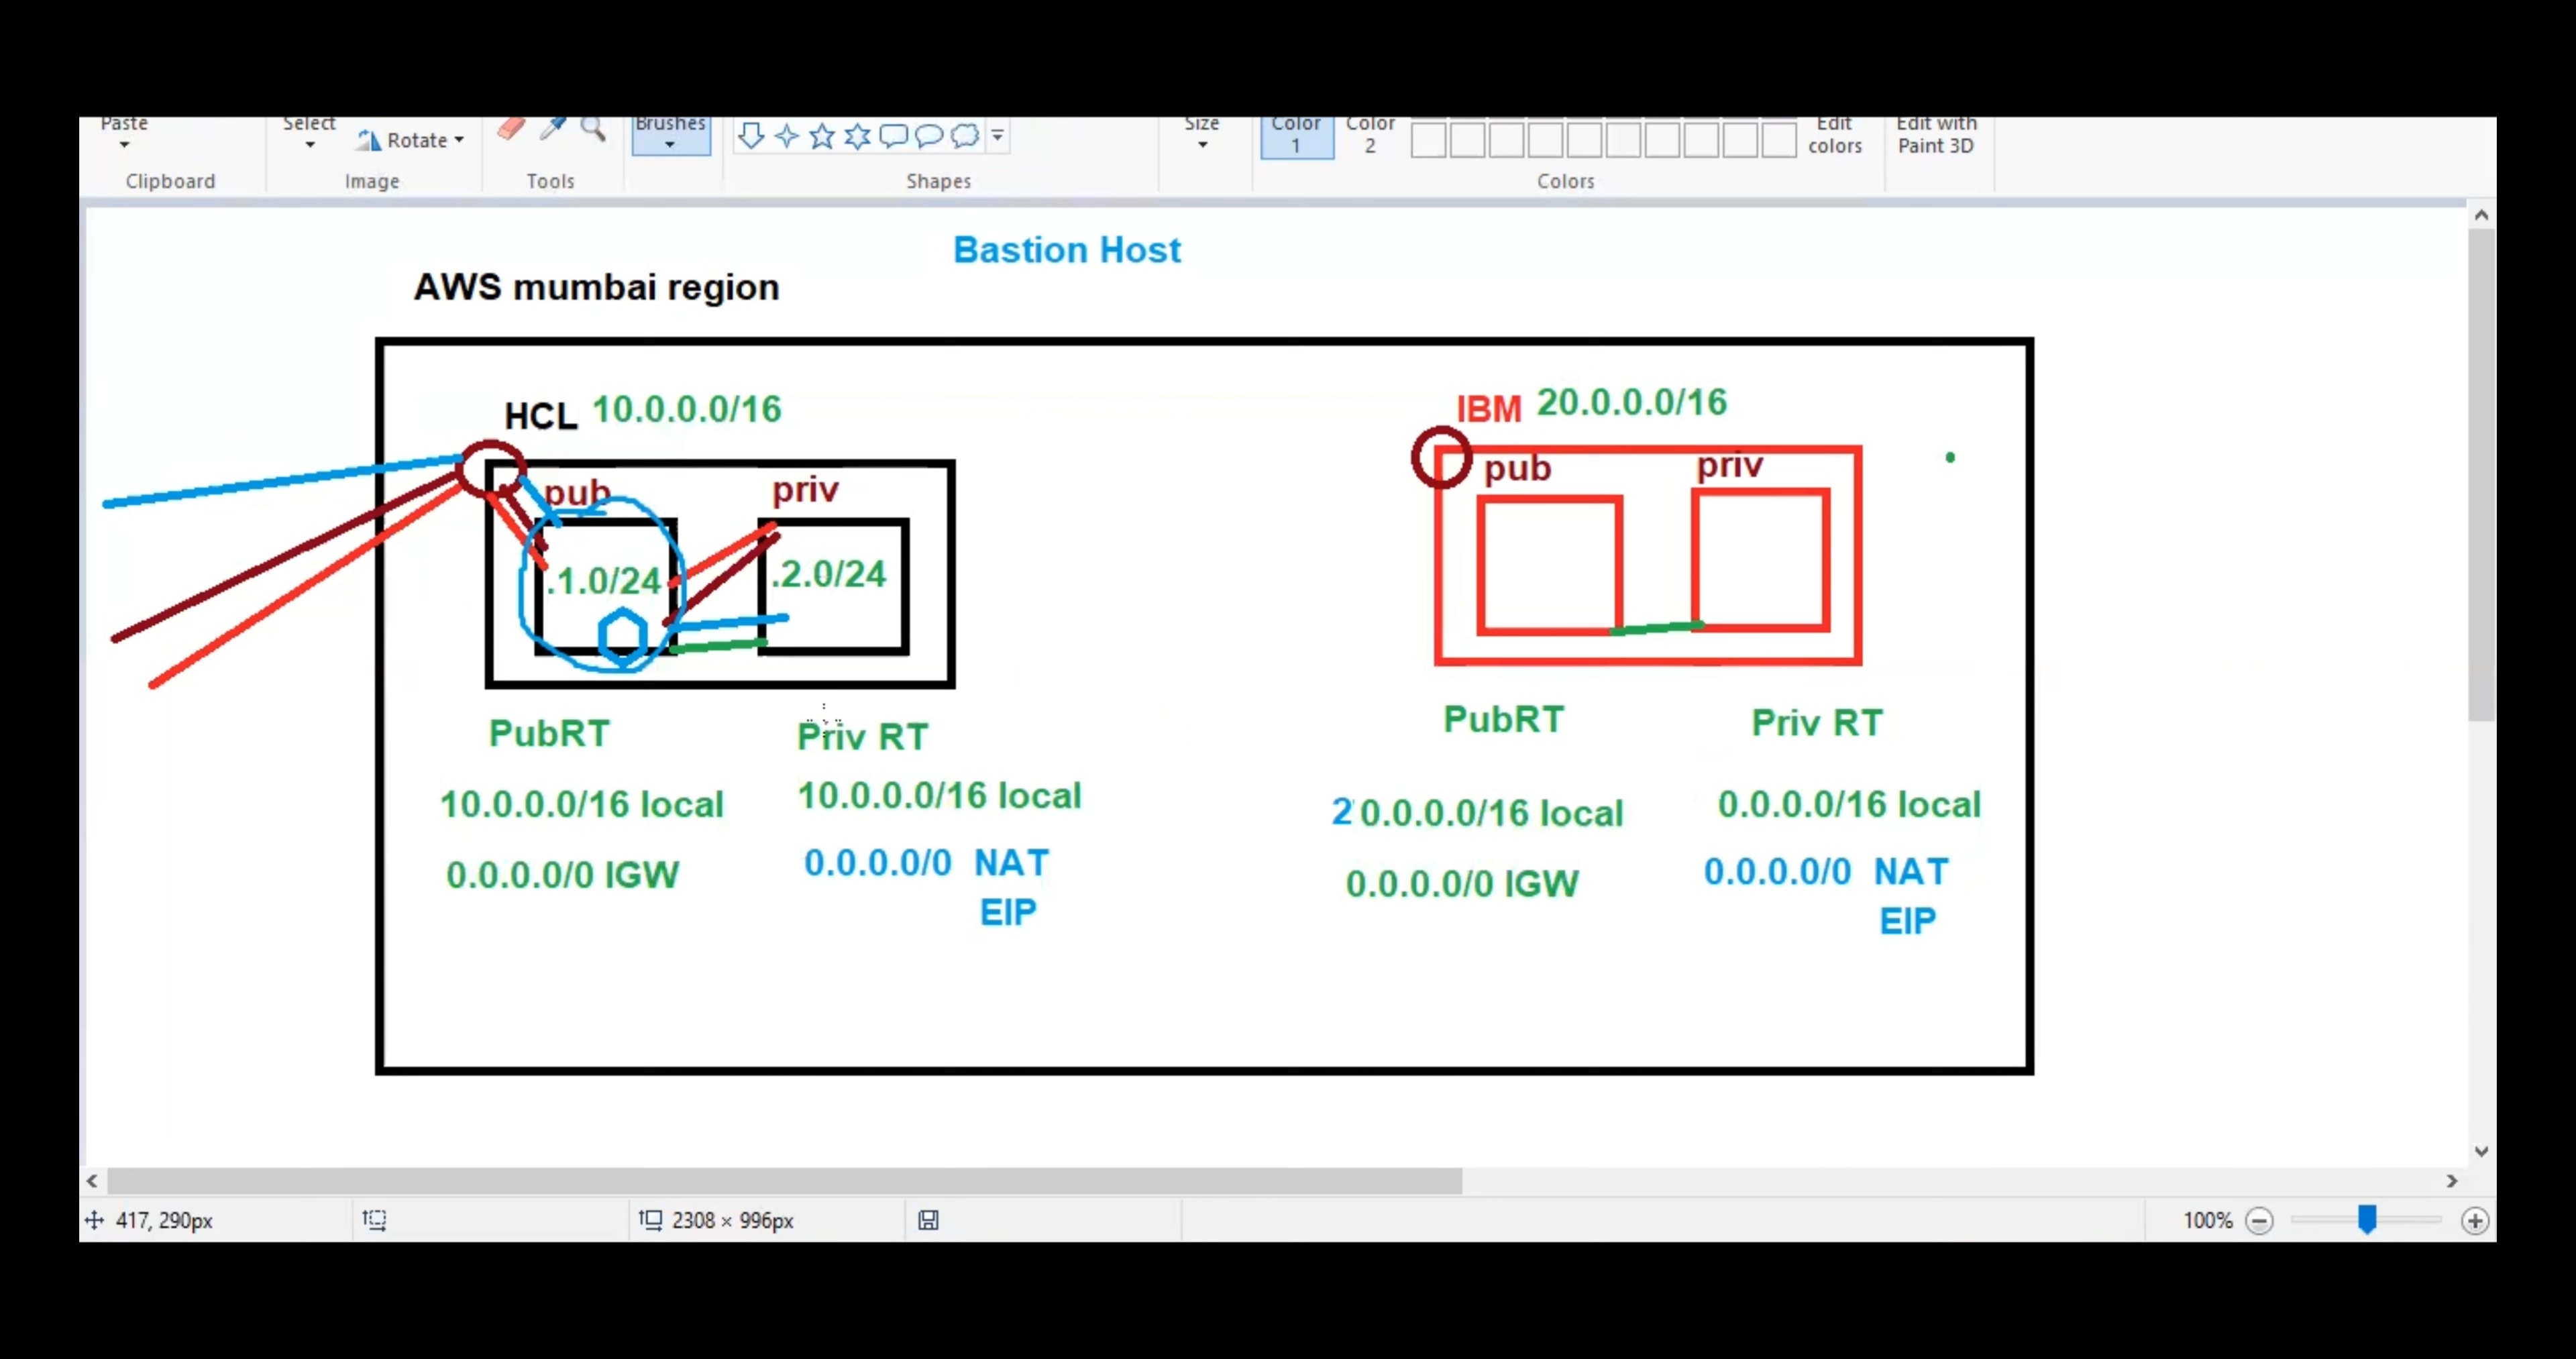 Paste
Select
Rotate
Brushes
Size
Color 1
Color 2
Edit colors
Edit with Paint 3D
Clipboard
Image
Tools
Shapes
Colors
Bastion Host
AWS mumbai region
HCL 10.0.0.0/16
IBM 20.0.0.0/16
pub priv
pub priv
.1.0/24 .2.0/24
PubRT Priv RT
10.0.0.0/16 local 10.0.0.0/16 local
0.0.0.0/0 IGW 0.0.0.0/0 NAT
EIP
PubRT Priv RT
20.0.0.0/16 local 0.0.0.0/16 local
0.0.0.0/0 IGW 0.0.0.0/0 NAT
EIP
417, 290px
2308 × 996px
100%